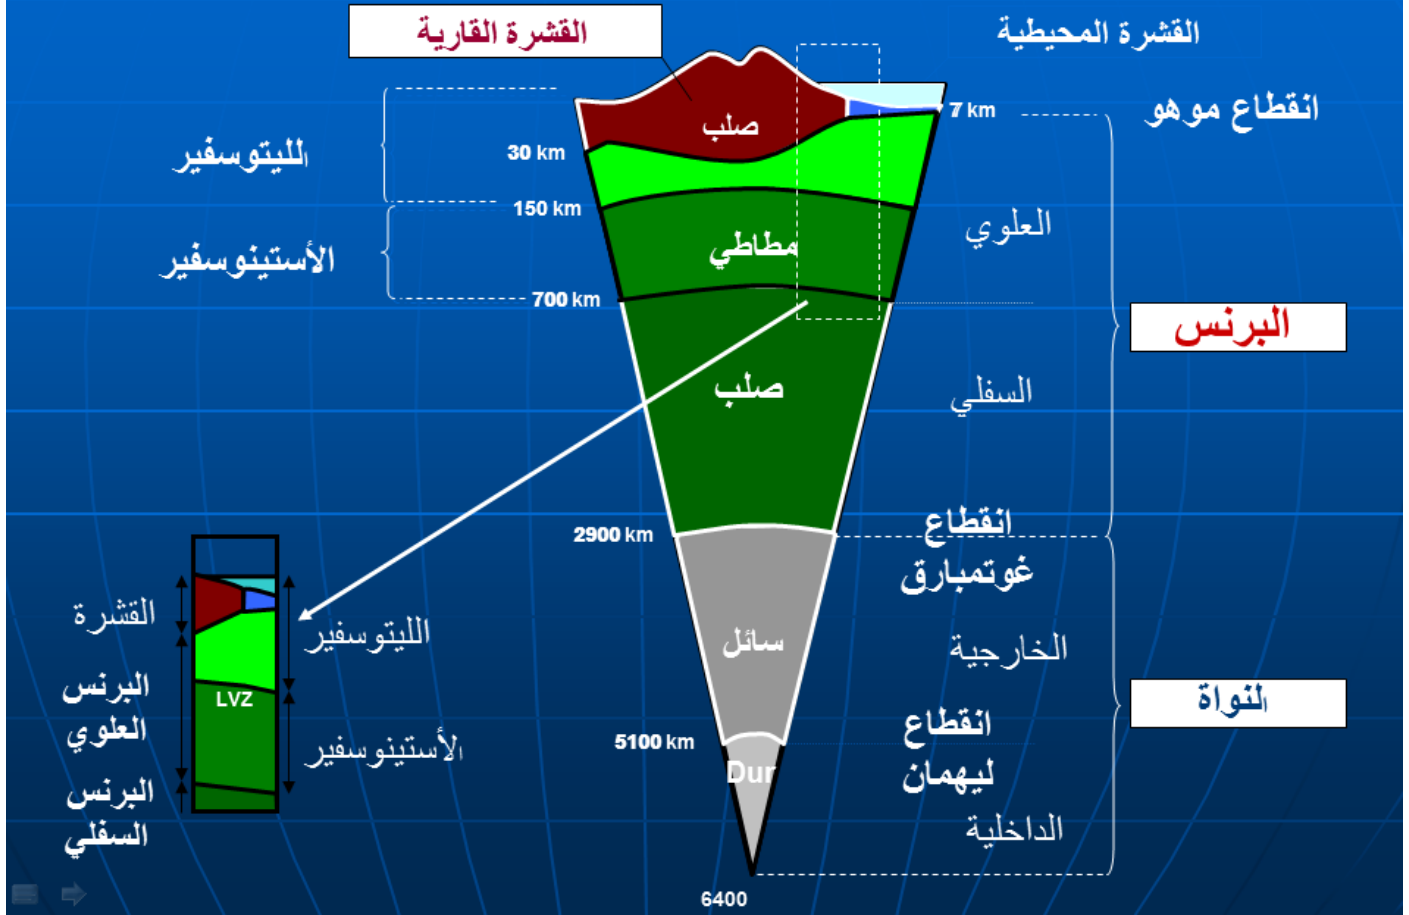 القشرة المحيطية
القشرة القارية
انقطاع موهو
7 km
صلب
30 km
الليتوسفير
150 km
العلوي
مطاطي
الأستينوسفير
700 km
البرنس
صلب
السفلي
2900 km
انقطاع
غوتمبارق
سائل
الخارجية
النواة
5100 km
انقطاع
ليهمان
Dur
الداخلية
6400
القشرة
الليتوسفير
البرنس
العلوي
LVZ
الأستينوسفير
البرنس
السفلي